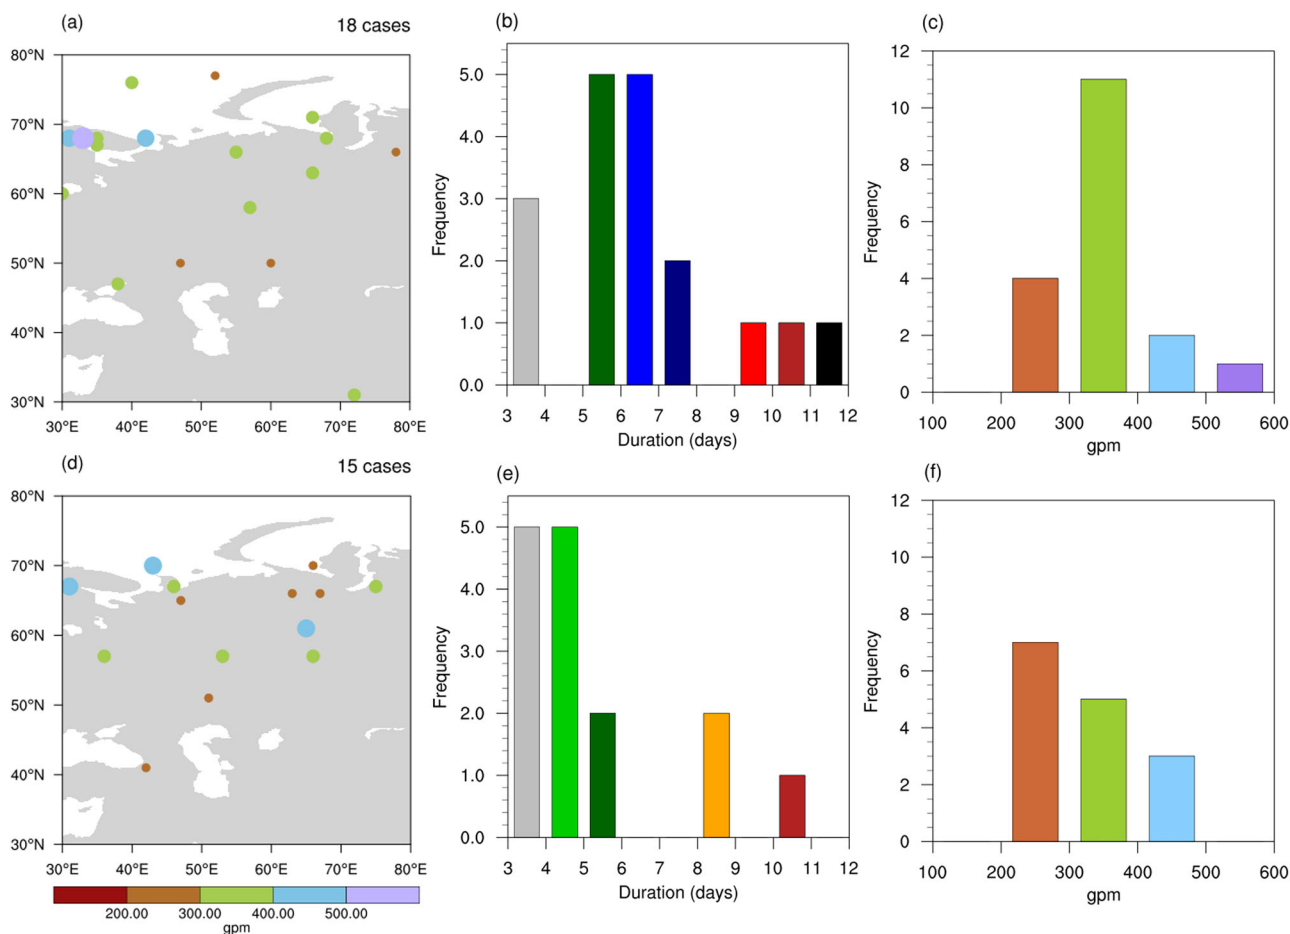 (a)
18 cases
80°N
70°N
60°N
50°N
40°N
30°N
30°E 40°E 50°E 60°E 70°E 80°E
(b)
Frequency
5.0
4.0
3.0
2.0
1.0
0.0
3 4 5 6 7 8 9 10 11 12
Duration (days)
(c)
Frequency
12
10
8
6
4
2
0
100 200 300 400 500 600
gpm
(d)
15 cases
80°N
70°N
60°N
50°N
40°N
30°N
30°E 40°E 50°E 60°E 70°E 80°E
200.00 300.00 400.00 500.00
gpm
(e)
Frequency
5.0
4.0
3.0
2.0
1.0
0.0
3 4 5 6 7 8 9 10 11 12
Duration (days)
(f)
Frequency
12
10
8
6
4
2
0
100 200 300 400 500 600
gpm